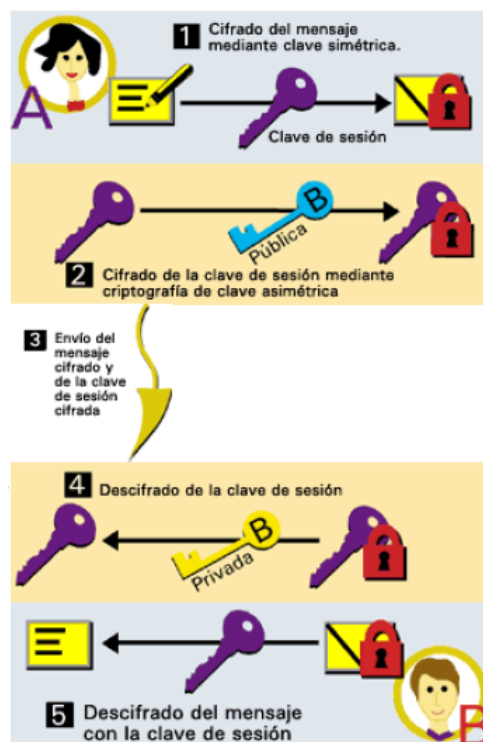 1 Cifrado del mensaje
mediante clave simétrica.
A
Clave de sesión
B
Pública
2 Cifrado de la clave de sesión mediante
criptografía de clave asimétrica
3 Envío del
mensaje
cifrado y
de la clave
de sesión
cifrada
4 Descifrado de la clave de sesión
B
Privada
5 Descifrado del mensaje
con la clave de sesión
B